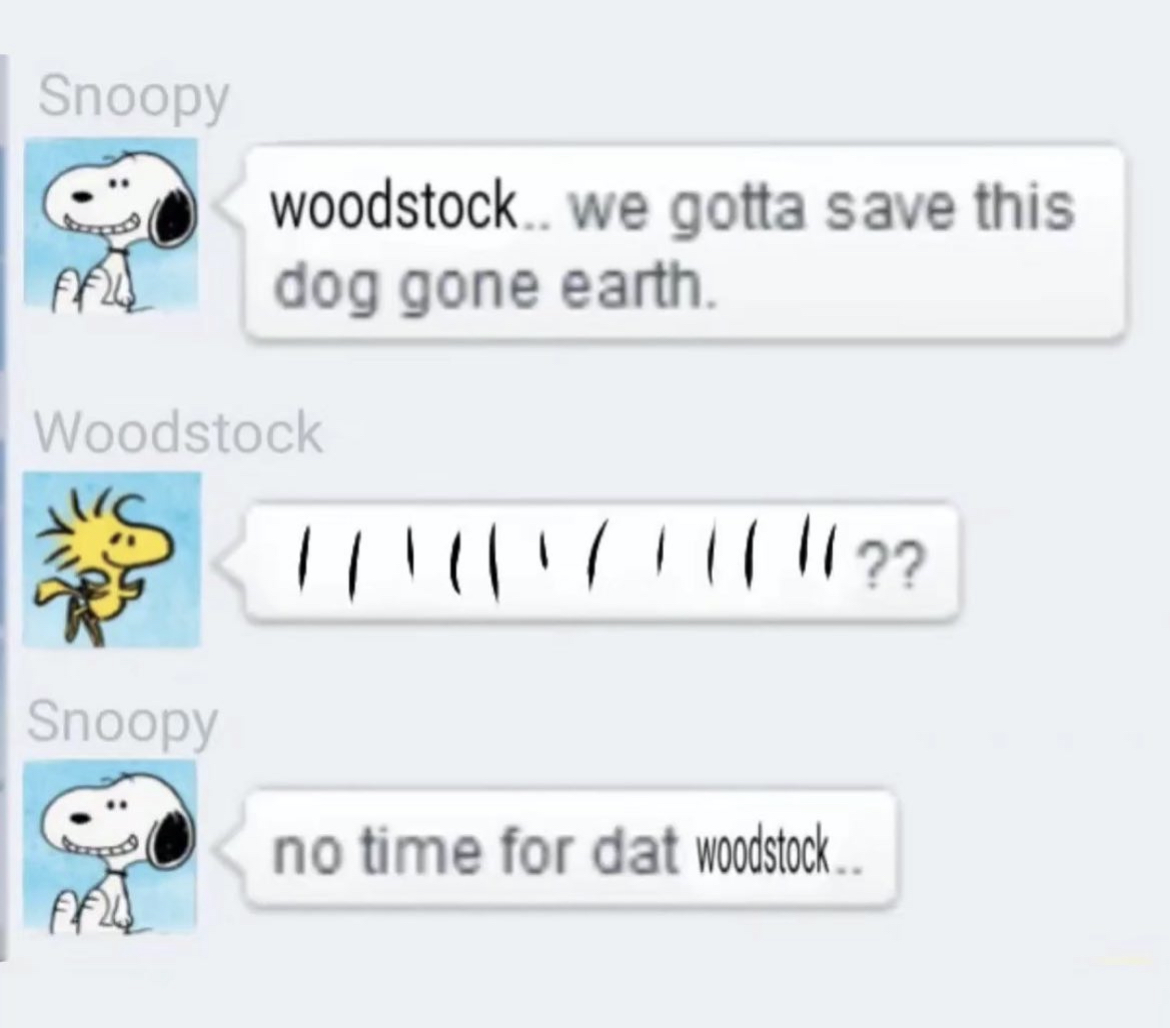 Snoopy
woodstock.. we gotta save this
dog gone earth.
Woodstock
??
Snoopy
no time for dat woodstock..